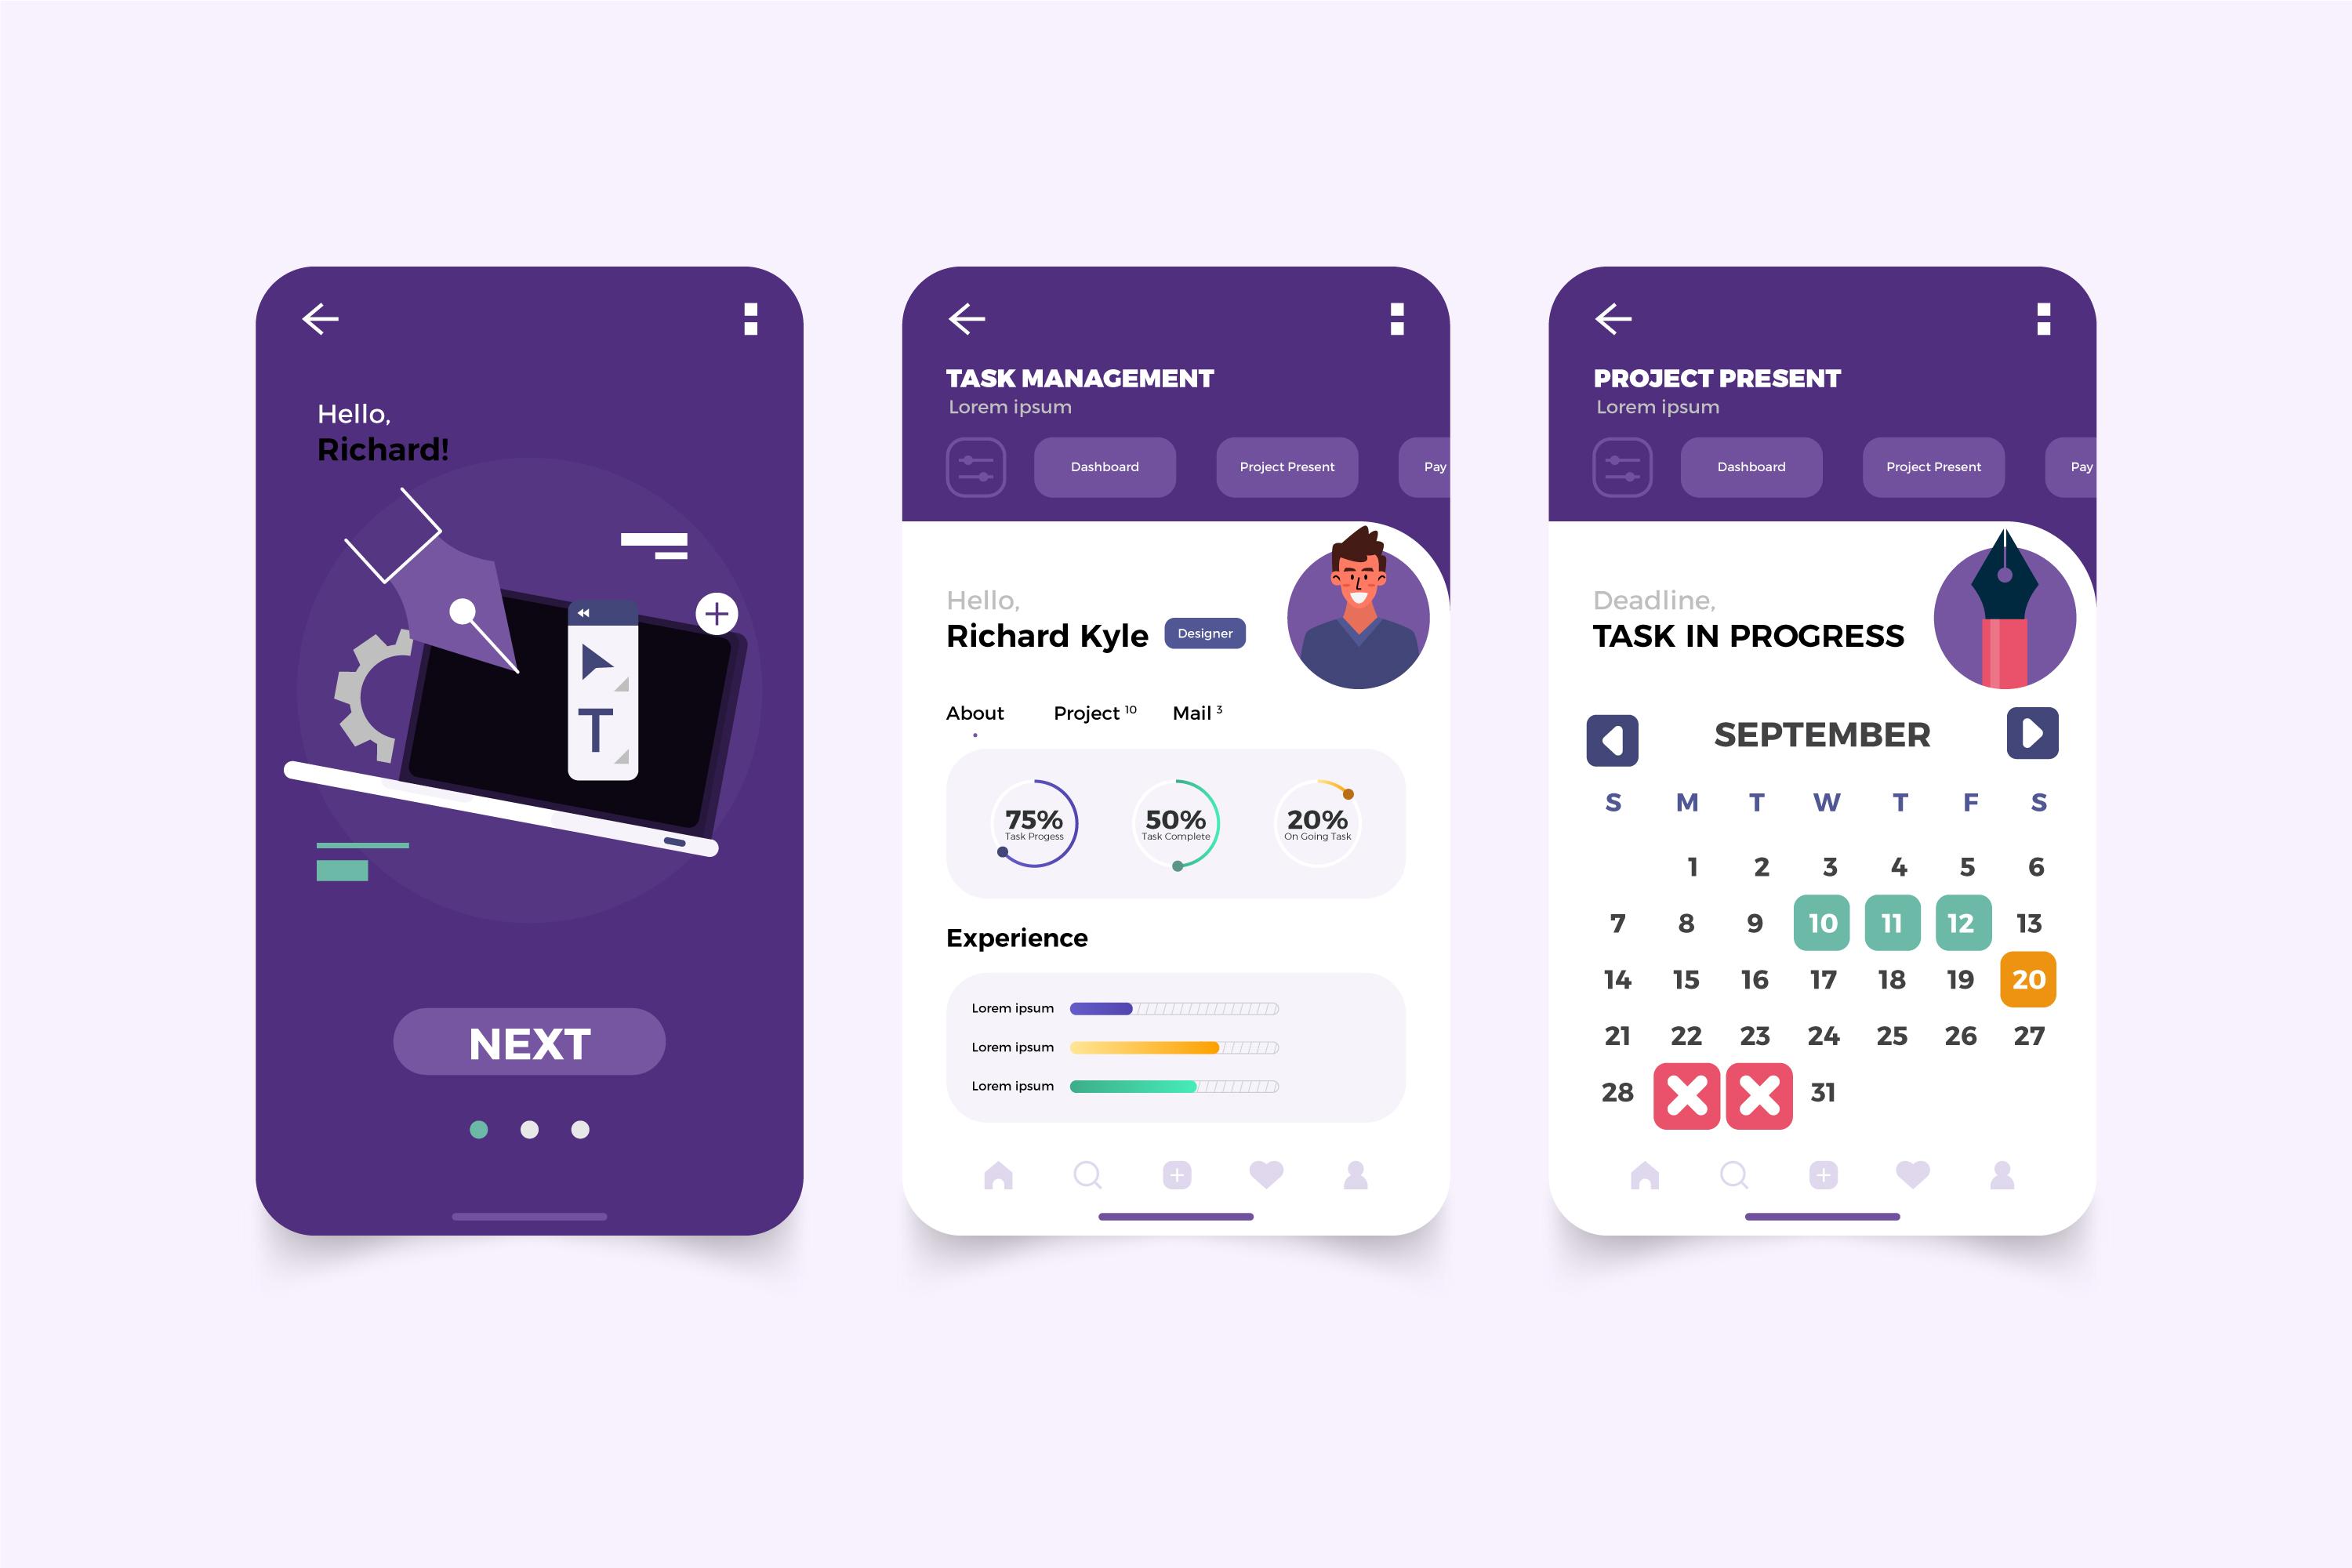 Hello,
Richard!
T
NEXT
TASK MANAGEMENT
Lorem ipsum
Dashboard
Project Present
Pay
Hello,
Richard Kyle
Designer
About
Project 10
Mail 3
75%
Task Progess
50%
Task Complete
20%
On Going Task
Experience
Lorem ipsum
Lorem ipsum
Lorem ipsum
PROJECT PRESENT
Lorem ipsum
Dashboard
Project Present
Pay
Deadline,
TASK IN PROGRESS
SEPTEMBER
S M T W T F S
1 2 3 4 5 6
7 8 9 10 11 12 13
14 15 16 17 18 19 20
21 22 23 24 25 26 27
28 31